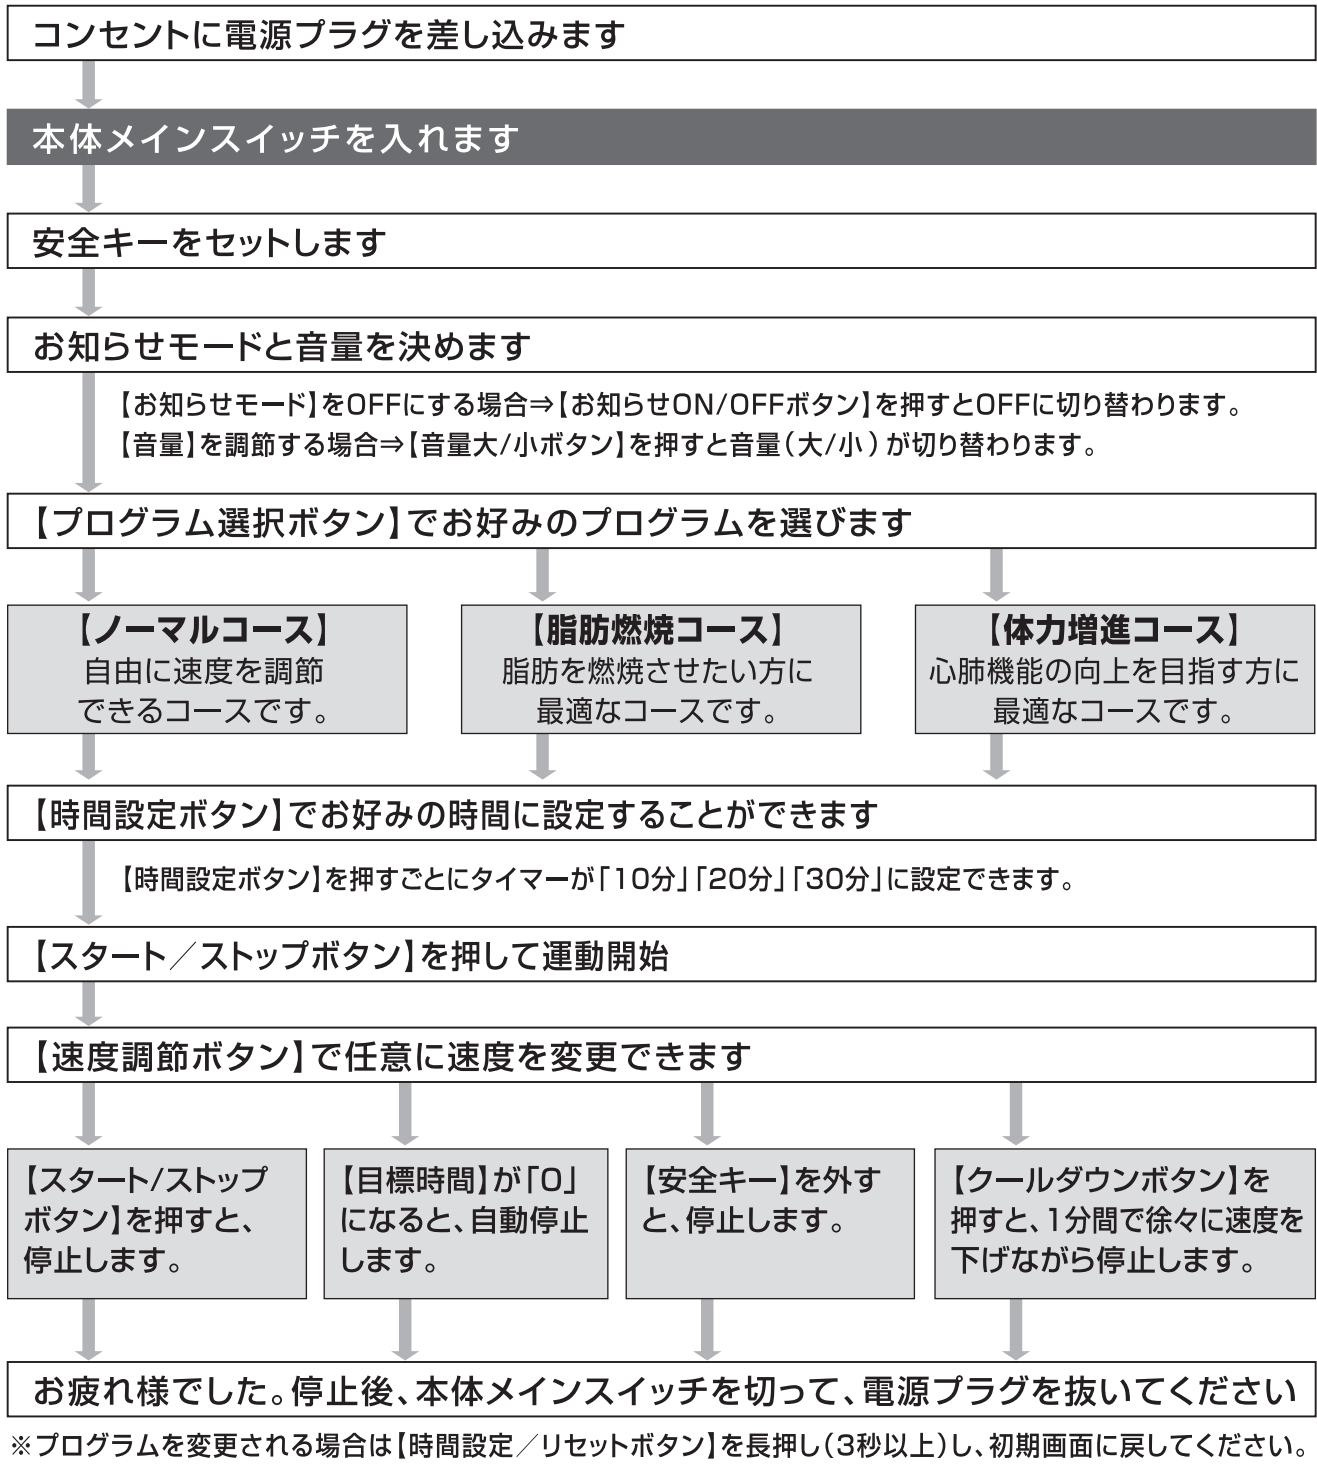 コンセントに電源プラグを差し込みます
本体メインスイッチを入れます
安全キーをセットします
お知らせモードと音量を決めます
【お知らせモード】をOFFにする場合⇒【お知らせON/OFFボタン】を押すとOFFに切り替わります。
【音量】を調節する場合⇒【音量大/小ボタン】を押すと音量(大/小)が切り替わります。
【プログラム選択ボタン】でお好みのプログラムを選びます
【ノーマルコース】
自由に速度を調節
できるコースです。
【脂肪燃焼コース】
脂肪を燃焼させたい方に
最適なコースです。
【体力増進コース】
心肺機能の向上を目指す方に
最適なコースです。
【時間設定ボタン】でお好みの時間に設定することができます
【時間設定ボタン】を押すごとにタイマーが「10分」「20分」「30分」に設定できます。
【スタート／ストップボタン】を押して運動開始
【速度調節ボタン】で任意に速度を変更できます
【スタート/ストップ
ボタン】を押すと、
停止します。
【目標時間】が「0」
になると、自動停止
します。
【安全キー】を外す
と、停止します。
【クールダウンボタン】を
押すと、1分間で徐々に速度を
下げながら停止します。
お疲れ様でした。停止後、本体メインスイッチを切って、電源プラグを抜いてください
※プログラムを変更される場合は【時間設定／リセットボタン】を長押し(3秒以上)し、初期画面に戻してください。